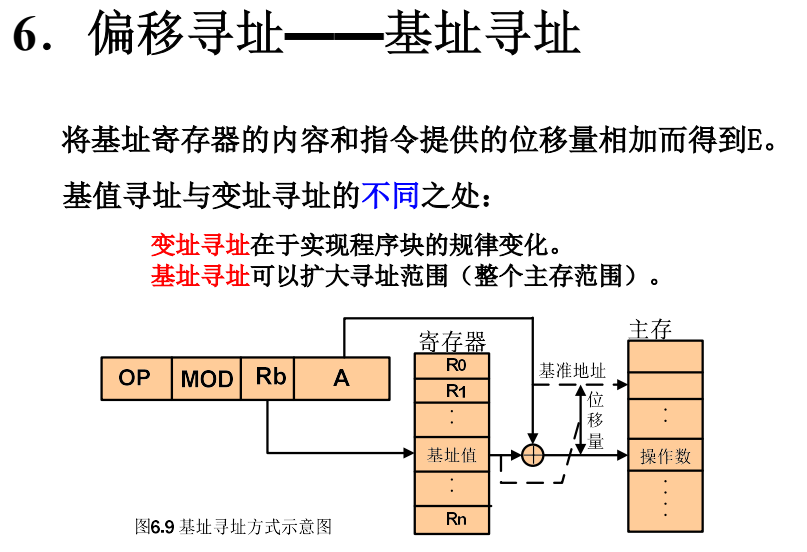 6．偏移寻址——基址寻址
将基址寄存器的内容和指令提供的位移量相加而得到E。
基值寻址与变址寻址的不同之处：
变址寻址在于实现程序块的规律变化。
基址寻址可以扩大寻址范围（整个主存范围）。
寄存器
主存
OP MOD Rb A
R0
R1
基址值
Rn
基准地址
位移量
操作数
图6.9 基址寻址方式示意图